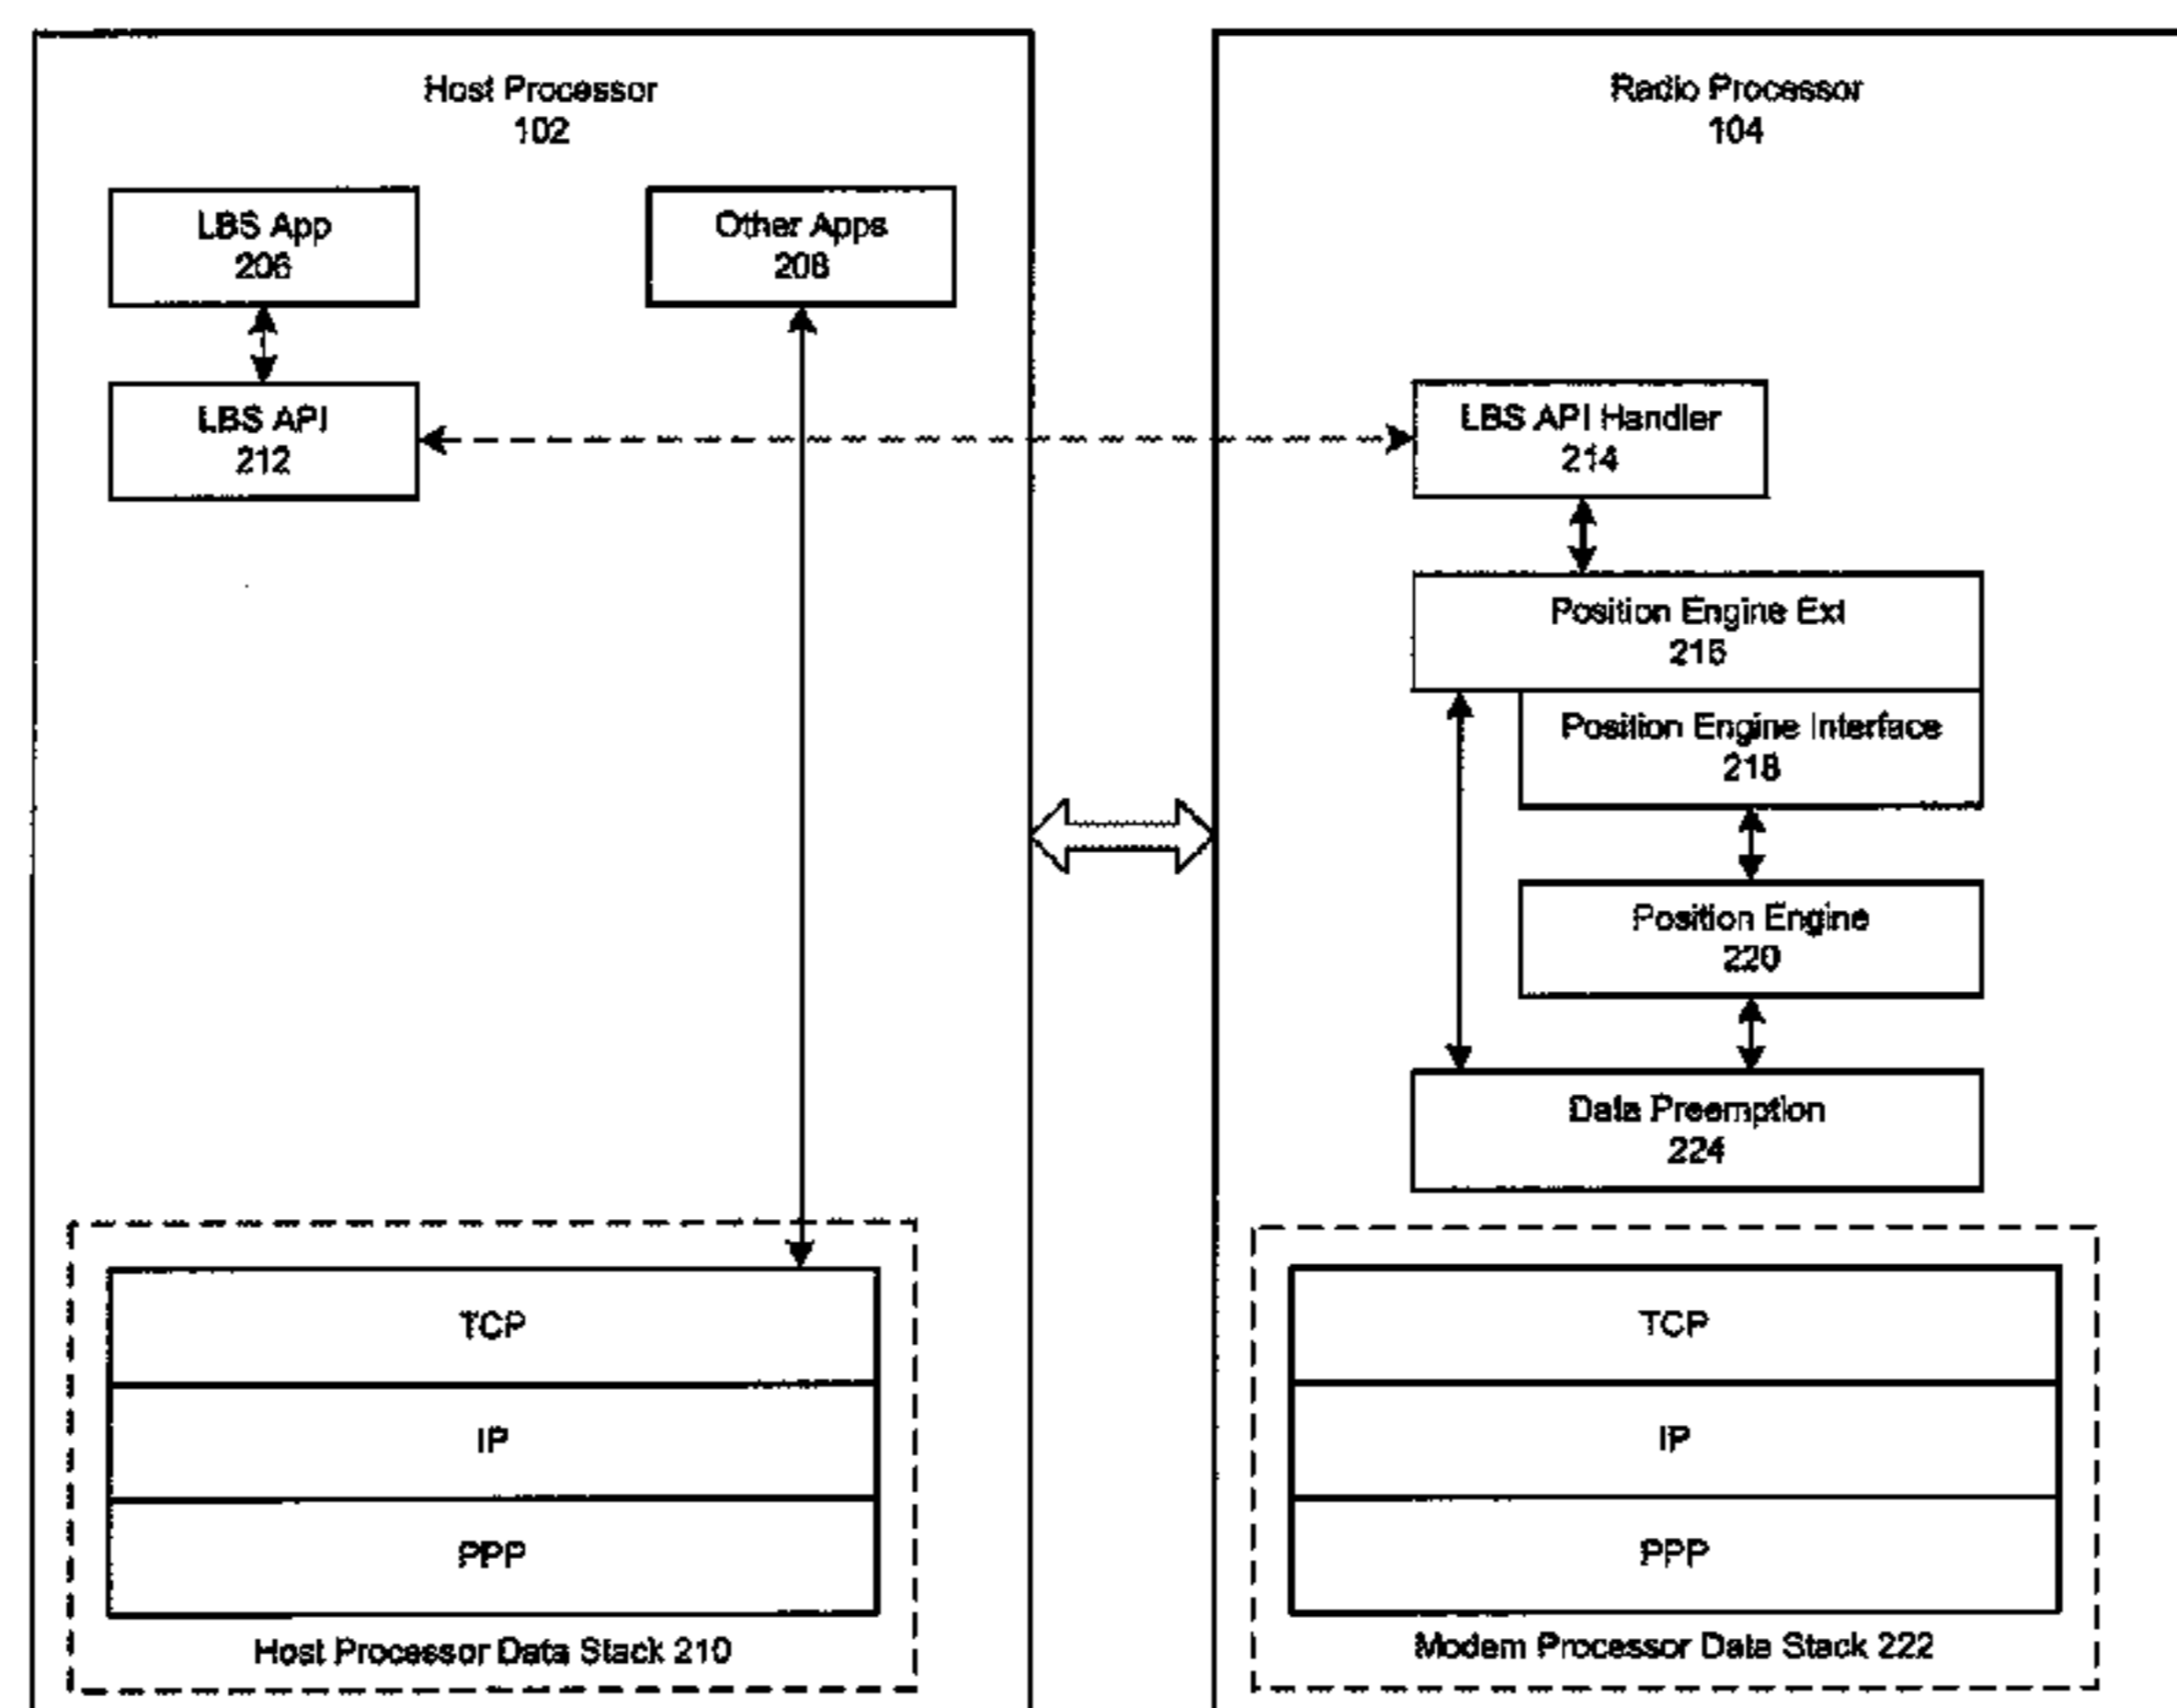 Host Processor
102
LBS App
206
Other Apps
208
LBS API
212
TCP
IP
PPP
Host Processor Data Stack 210
Radio Processor
104
LBS API Handler
214
Position Engine Ext
216
Position Engine Interface
218
Position Engine
220
Data Preemption
224
TCP
IP
PPP
Modem Processor Data Stack 222